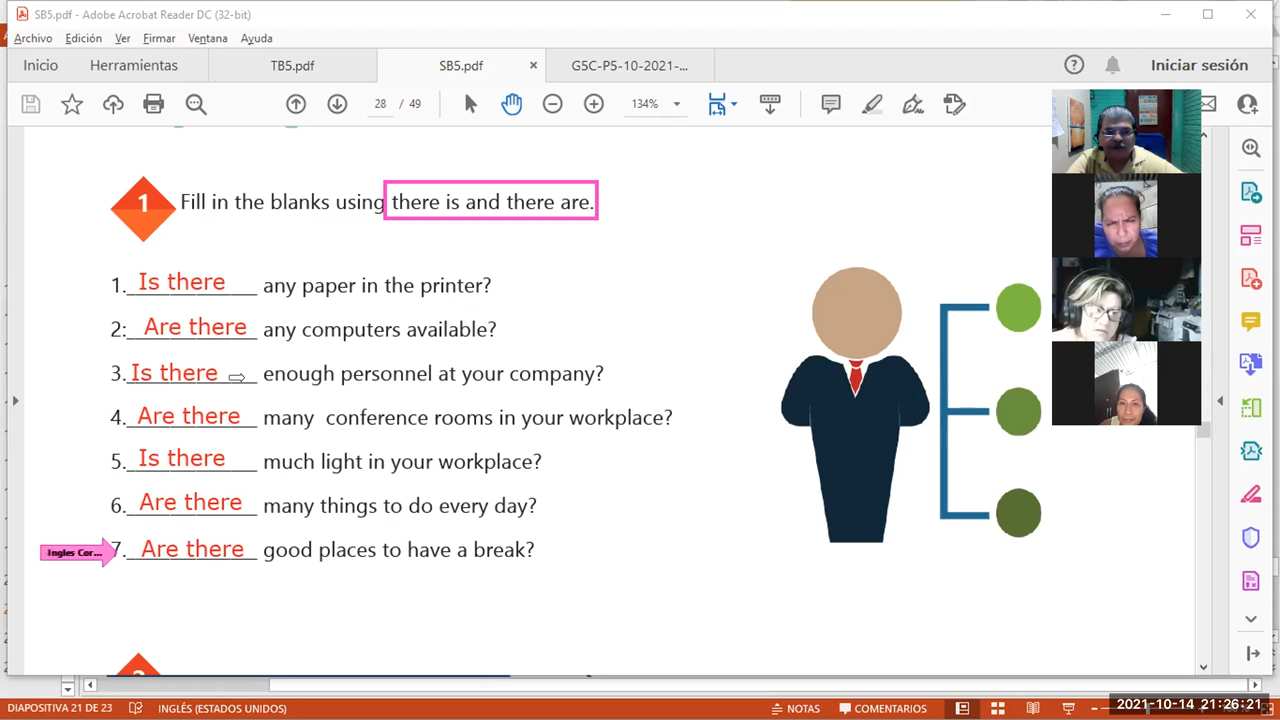 SB5.pdf - Adobe Acrobat Reader DC (32-bit)
Archivo Edición Ver Firmar Ventana Ayuda
Inicio Herramientas TB5.pdf SB5.pdf × G5C-P5-10-2021-... Iniciar sesión
28 / 49 134%
1 Fill in the blanks using there is and there are.
1. Is there any paper in the printer?
2: Are there any computers available?
3. Is there enough personnel at your company?
4. Are there many conference rooms in your workplace?
5. Is there much light in your workplace?
6. Are there many things to do every day?
Ingles Cor... 7. Are there good places to have a break?
DIAPOSITIVA 21 DE 23 INGLÉS (ESTADOS UNIDOS) NOTAS COMENTARIOS 2021-10-14 21:26:21